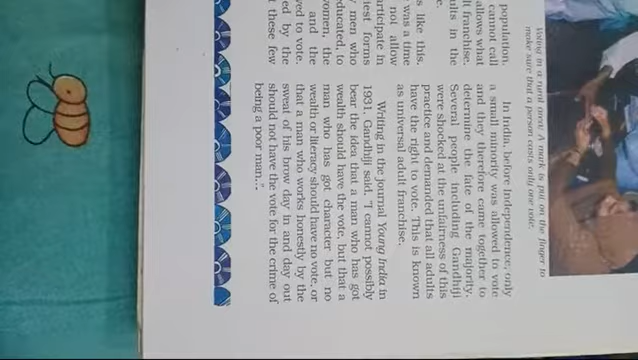 Voting in a rural area: A mark is put on the finger to
make sure that a person casts only one vote.
population.
cannot call
allows what
lt franchise.
ults in the
e.
s like this.
was a time
not allow
articipate in
iest forms
y men who
educated, to
women, the
and the
yed to vote.
ed by the
t these few
In India, before Independence, only
a small minority was allowed to vote
and they therefore came together to
determine the fate of the majority.
Several people including Gandhiji
were shocked at the unfairness of this
practice and demanded that all adults
have the right to vote. This is known
as universal adult franchise.
Writing in the journal Young India in
1931, Gandhiji said, "I cannot possibly
bear the idea that a man who has got
wealth should have the vote, but that a
man who has got character but no
wealth or literacy should have no vote, or
that a man who works honestly by the
sweat of his brow day in and day out
should not have the vote for the crime of
being a poor man...".